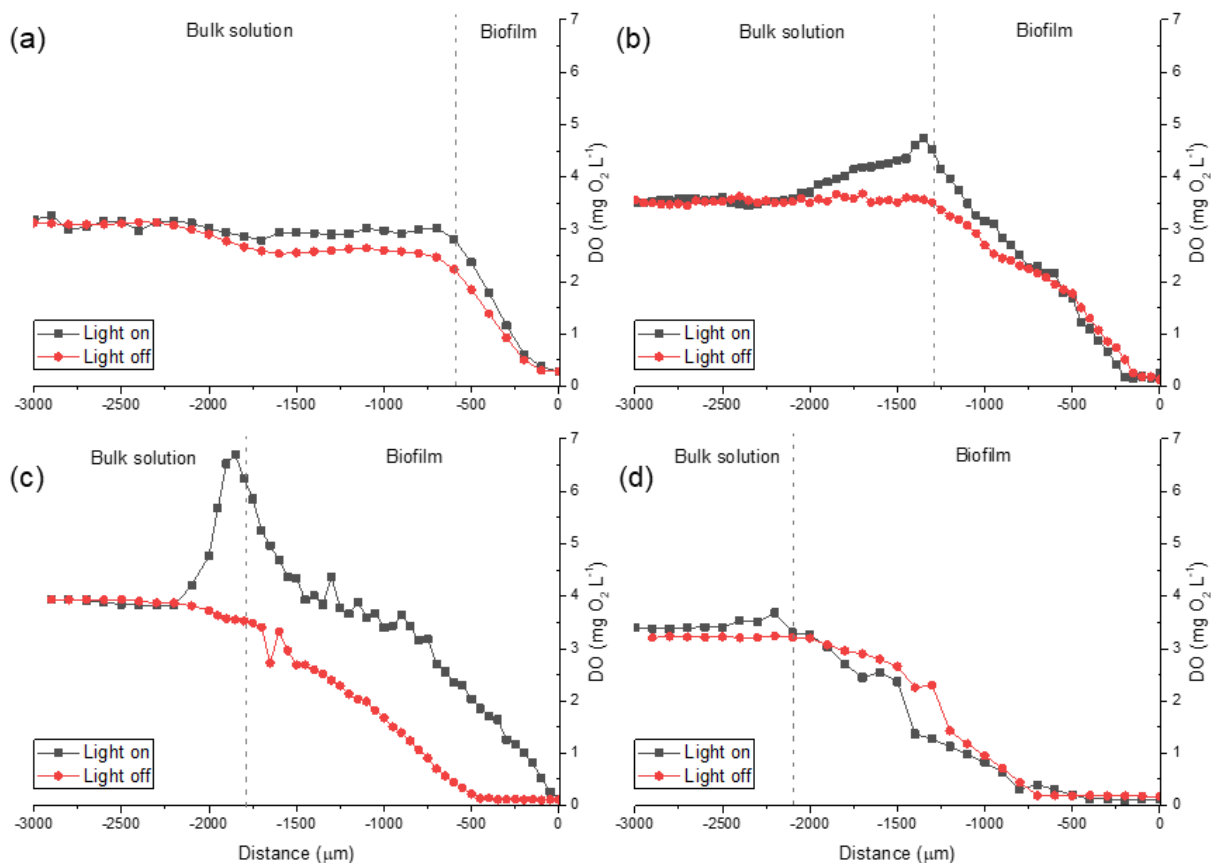 (a) Bulk solution Biofilm
7
6
5
4
3
2
1
0
DO (mg O₂ L⁻¹)
Light on
Light off
-3000 -2500 -2000 -1500 -1000 -500 0
(b) Bulk solution Biofilm
7
6
5
4
3
2
1
0
DO (mg O₂ L⁻¹)
Light on
Light off
-3000 -2500 -2000 -1500 -1000 -500 0
(c) Bulk solution Biofilm
7
6
5
4
3
2
1
0
DO (mg O₂ L⁻¹)
Light on
Light off
-3000 -2500 -2000 -1500 -1000 -500 0
Distance (μm)
(d) Bulk solution Biofilm
7
6
5
4
3
2
1
0
DO (mg O₂ L⁻¹)
Light on
Light off
-3000 -2500 -2000 -1500 -1000 -500 0
Distance (μm)